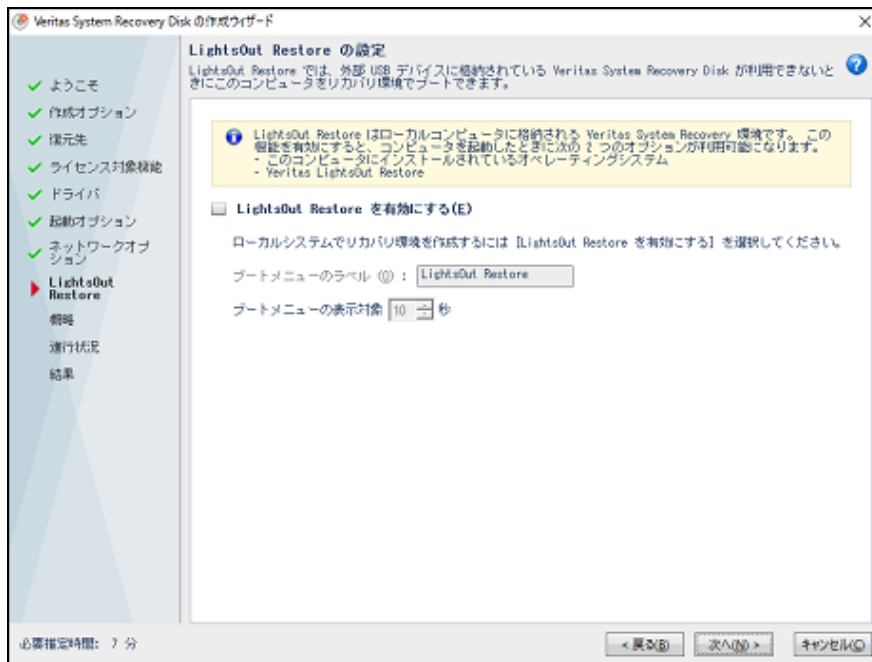 Veritas System Recovery Disk の作成ウィザード
LightsOut Restore の設定
LightsOut Restore では、外部 USB デバイスに格納されている Veritas System Recovery Disk が利用できないと
きにこのコンピュータをリカバリ環境でブートできます。
ようこそ
作成オプション
復元先
ライセンス対象機能
ドライバ
起動オプション
ネットワークオプ
ション
LightsOut
Restore
概略
進行状況
結果
LightsOut Restore はローカルコンピュータに格納される Veritas System Recovery 環境です。 この
機能を有効にすると、コンピュータを起動したときに次の 2 つのオプションが利用可能になります。
- このコンピュータにインストールされているオペレーティングシステム
- Veritas LightsOut Restore
LightsOut Restore を有効にする(E)
ローカルシステムでリカバリ環境を作成するには [LightsOut Restore を有効にする] を選択してください。
ブートメニューのラベル : LightsOut Restore
ブートメニューの表示対象 10 秒
必要推定時間: 7 分
< 戻る(B)
次へ(N) >
キャンセル(C)